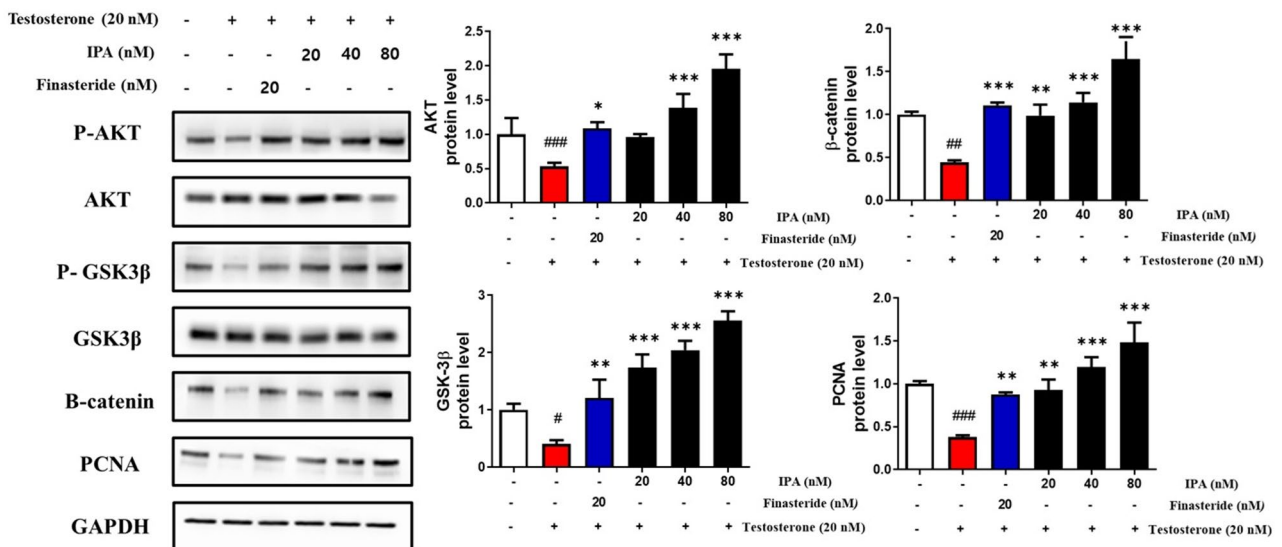 Testosterone (20 nM) - + + + + +
IPA (nM) - - - 20 40 80
Finasteride (nM) - - 20 - - -
P-AKT
AKT
P- GSK3β
GSK3β
B-catenin
PCNA
GAPDH
AKT
protein level
2.5
2.0
1.5
1.0
0.5
0.0
###
*
***
***
- - - 20 40 80 IPA (nM)
- - 20 - - - Finasteride (nM)
- + + + + + Testosterone (20 nM)
β-catenin
protein level
2.0
1.5
1.0
0.5
0.0
##
***
**
***
***
- - - 20 40 80 IPA (nM)
- - 20 - - - Finasteride (nM)
- + + + + + Testosterone (20 nM)
GSK-3β
protein level
3
2
1
0
#
**
***
***
***
- - - 20 40 80 IPA (nM)
- - 20 - - - Finasteride (nM)
- + + + + + Testosterone (20 nM)
PCNA
protein level
2.0
1.5
1.0
0.5
0.0
###
**
**
***
***
- - - 20 40 80 IPA (nM)
- - 20 - - - Finasteride (nM)
- + + + + + Testosterone (20 nM)